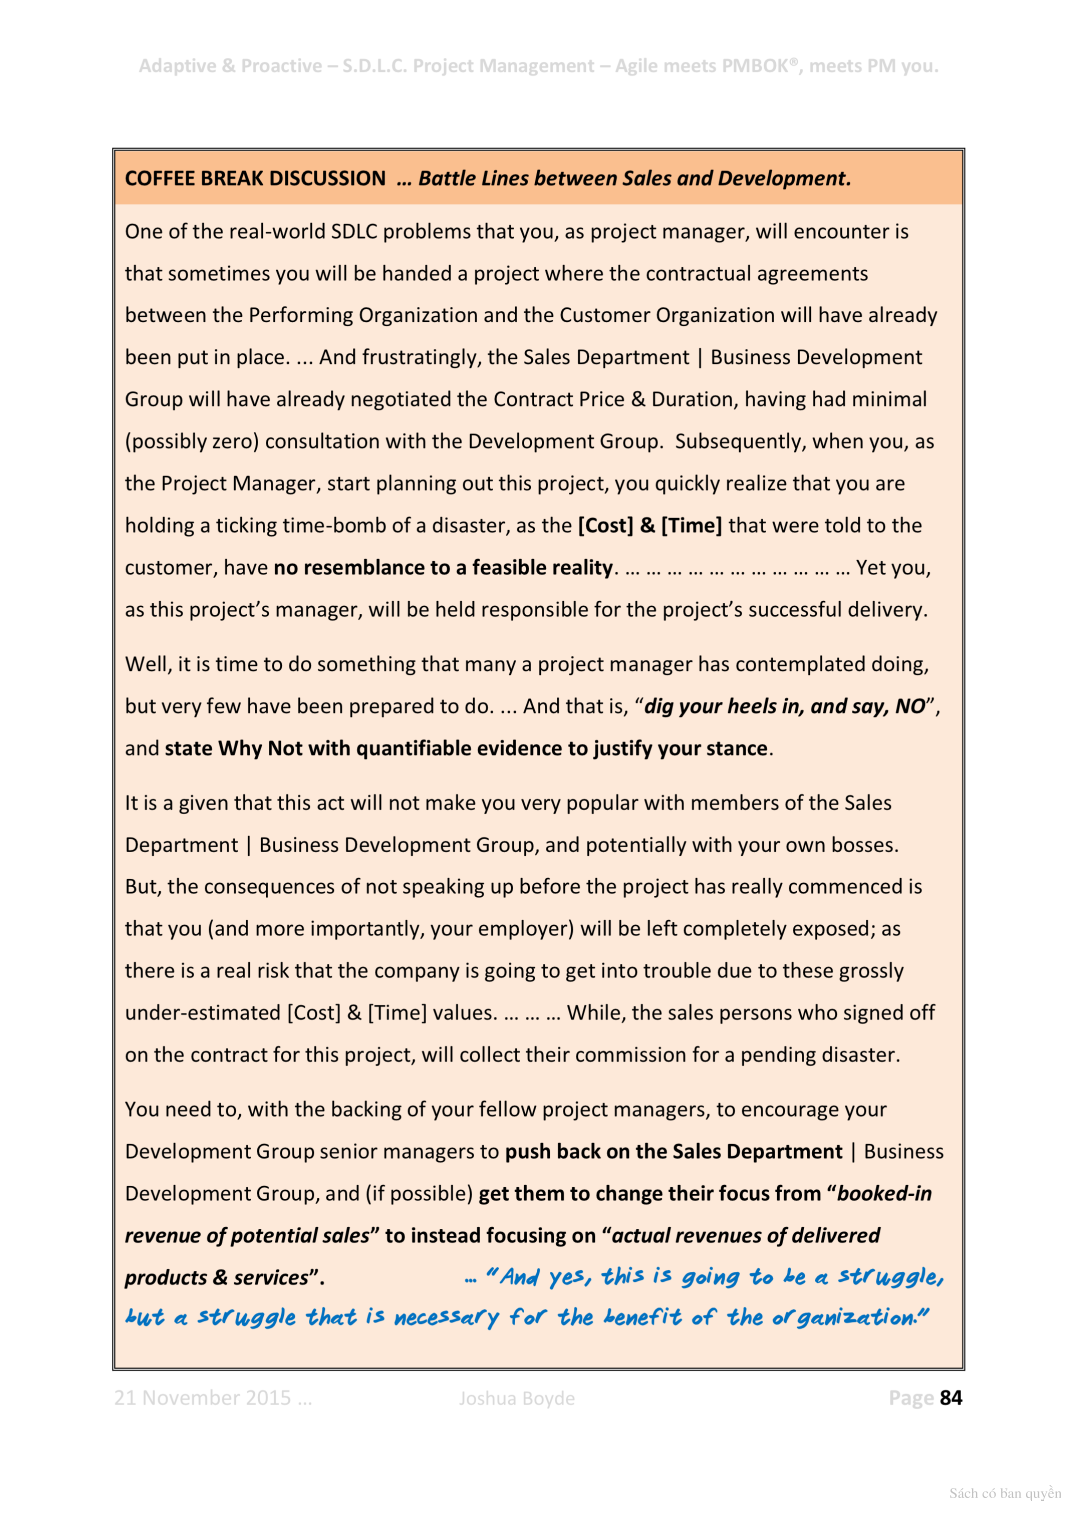 Adaptive & Proactive – S.D.L.C. Project Management – Agile meets PMBOK®, meets PM you.
COFFEE BREAK DISCUSSION ... Battle Lines between Sales and Development.
One of the real-world SDLC problems that you, as project manager, will encounter is
that sometimes you will be handed a project where the contractual agreements
between the Performing Organization and the Customer Organization will have already
been put in place. ... And frustratingly, the Sales Department | Business Development
Group will have already negotiated the Contract Price & Duration, having had minimal
(possibly zero) consultation with the Development Group. Subsequently, when you, as
the Project Manager, start planning out this project, you quickly realize that you are
holding a ticking time-bomb of a disaster, as the [Cost] & [Time] that were told to the
customer, have no resemblance to a feasible reality. ... ... ... ... ... ... ... ... ... ... ... Yet you,
as this project’s manager, will be held responsible for the project’s successful delivery.
Well, it is time to do something that many a project manager has contemplated doing,
but very few have been prepared to do. ... And that is, “dig your heels in, and say, NO”,
and state Why Not with quantifiable evidence to justify your stance.
It is a given that this act will not make you very popular with members of the Sales
Department | Business Development Group, and potentially with your own bosses.
But, the consequences of not speaking up before the project has really commenced is
that you (and more importantly, your employer) will be left completely exposed; as
there is a real risk that the company is going to get into trouble due to these grossly
under-estimated [Cost] & [Time] values. ... ... ... While, the sales persons who signed off
on the contract for this project, will collect their commission for a pending disaster.
You need to, with the backing of your fellow project managers, to encourage your
Development Group senior managers to push back on the Sales Department | Business
Development Group, and (if possible) get them to change their focus from “booked-in
revenue of potential sales” to instead focusing on “actual revenues of delivered
products & services”. ... “And yes, this is going to be a struggle,
but a struggle that is necessary for the benefit of the organization.”
21 November 2015 ... Joshua Boyde Page 84
Sách có bản quyền